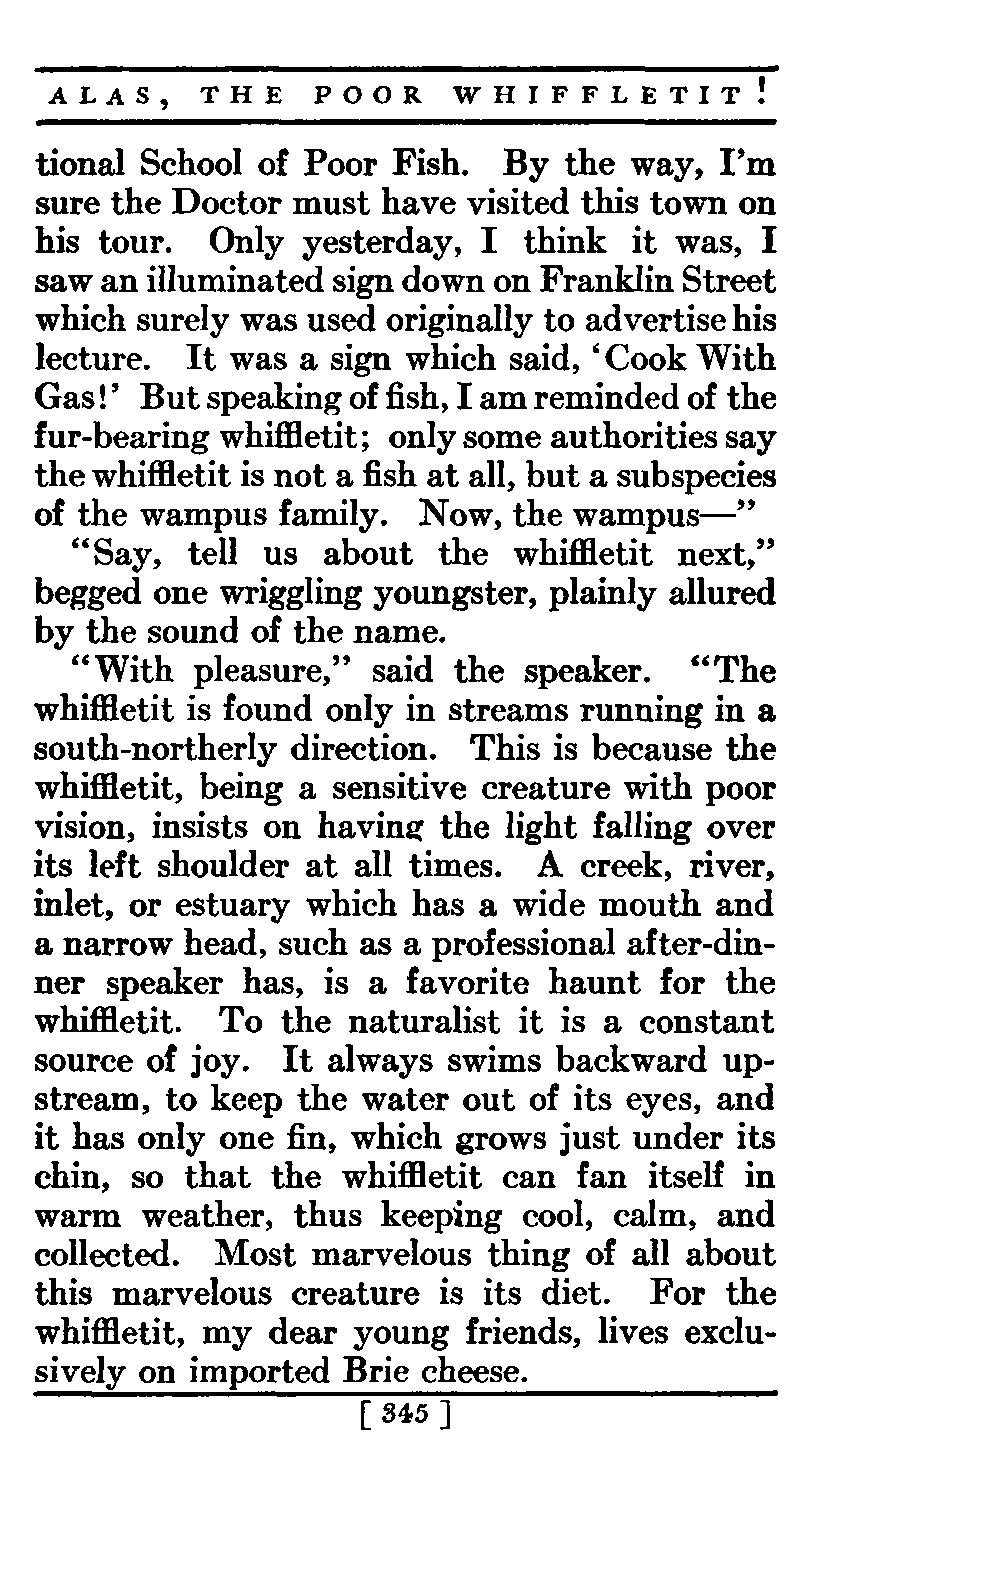 ALAS, THE POOR WHIFFLETIT!
tional School of Poor Fish. By the way, I'm
sure the Doctor must have visited this town on
his tour. Only yesterday, I think it was, I
saw an illuminated sign down on Franklin Street
which surely was used originally to advertise his
lecture. It was a sign which said, ‘Cook With
Gas!’ But speaking of fish, I am reminded of the
fur-bearing whiffletit; only some authorities say
the whiffletit is not a fish at all, but a subspecies
of the wampus family. Now, the wampus—”
“Say, tell us about the whiffletit next,”
begged one wriggling youngster, plainly allured
by the sound of the name.
“With pleasure,” said the speaker. “The
whiffletit is found only in streams running in a
south-northerly direction. This is because the
whiffletit, being a sensitive creature with poor
vision, insists on having the light falling over
its left shoulder at all times. A creek, river,
inlet, or estuary which has a wide mouth and
a narrow head, such as a professional after-din-
ner speaker has, is a favorite haunt for the
whiffletit. To the naturalist it is a constant
source of joy. It always swims backward up-
stream, to keep the water out of its eyes, and
it has only one fin, which grows just under its
chin, so that the whiffletit can fan itself in
warm weather, thus keeping cool, calm, and
collected. Most marvelous thing of all about
this marvelous creature is its diet. For the
whiffletit, my dear young friends, lives exclu-
sively on imported Brie cheese.
[ 345 ]